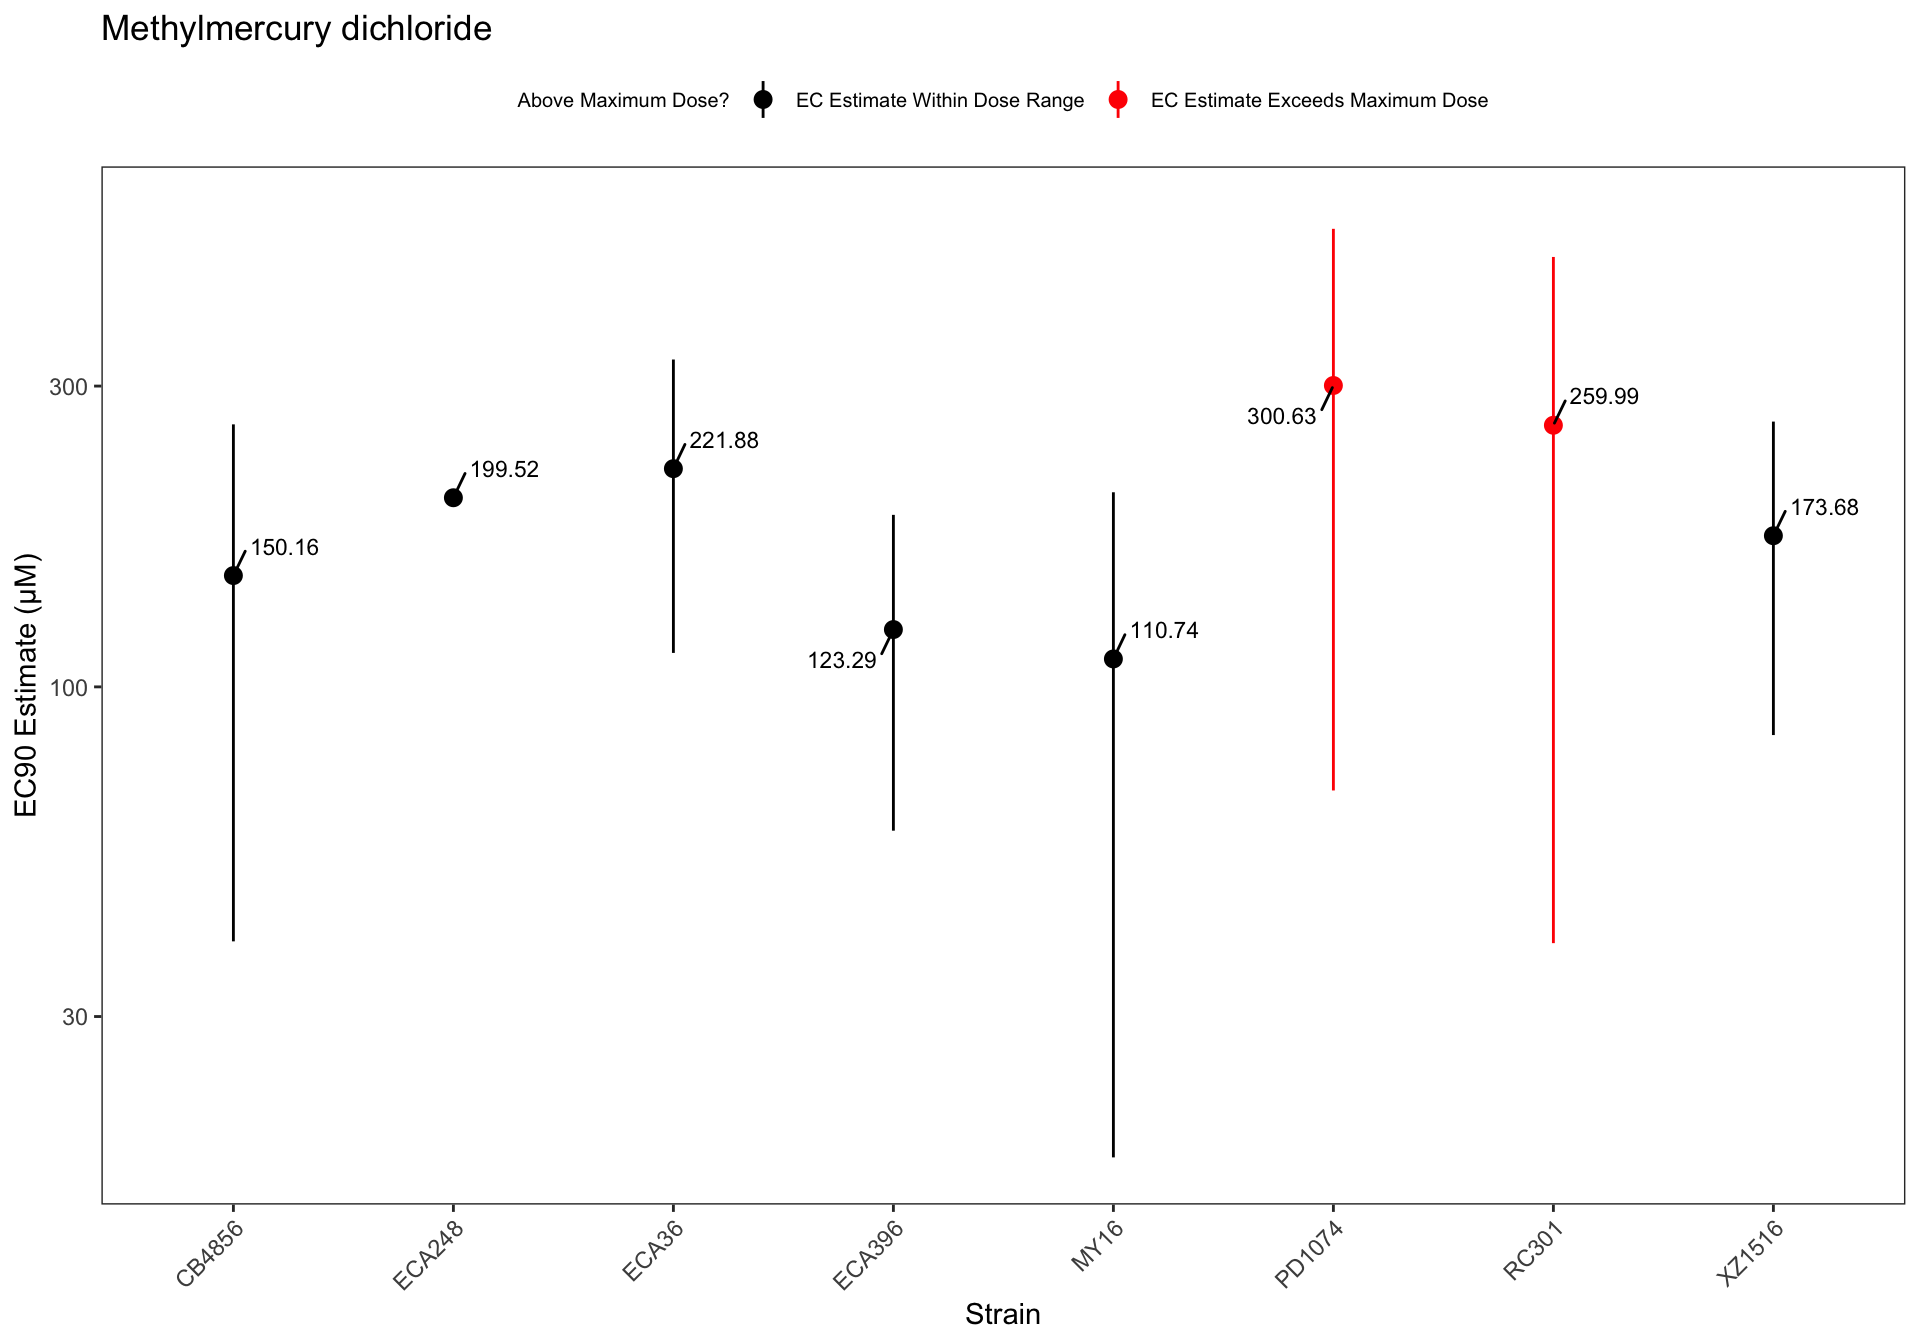 Methylmercury dichloride
Above Maximum Dose? EC Estimate Within Dose Range EC Estimate Exceeds Maximum Dose
EC90 Estimate (μM)
300
100
30
150.16
199.52
221.88
123.29
110.74
300.63
259.99
173.68
CB4856
ECA248
ECA36
ECA396
MY16
PD1074
RC301
XZ1516
Strain